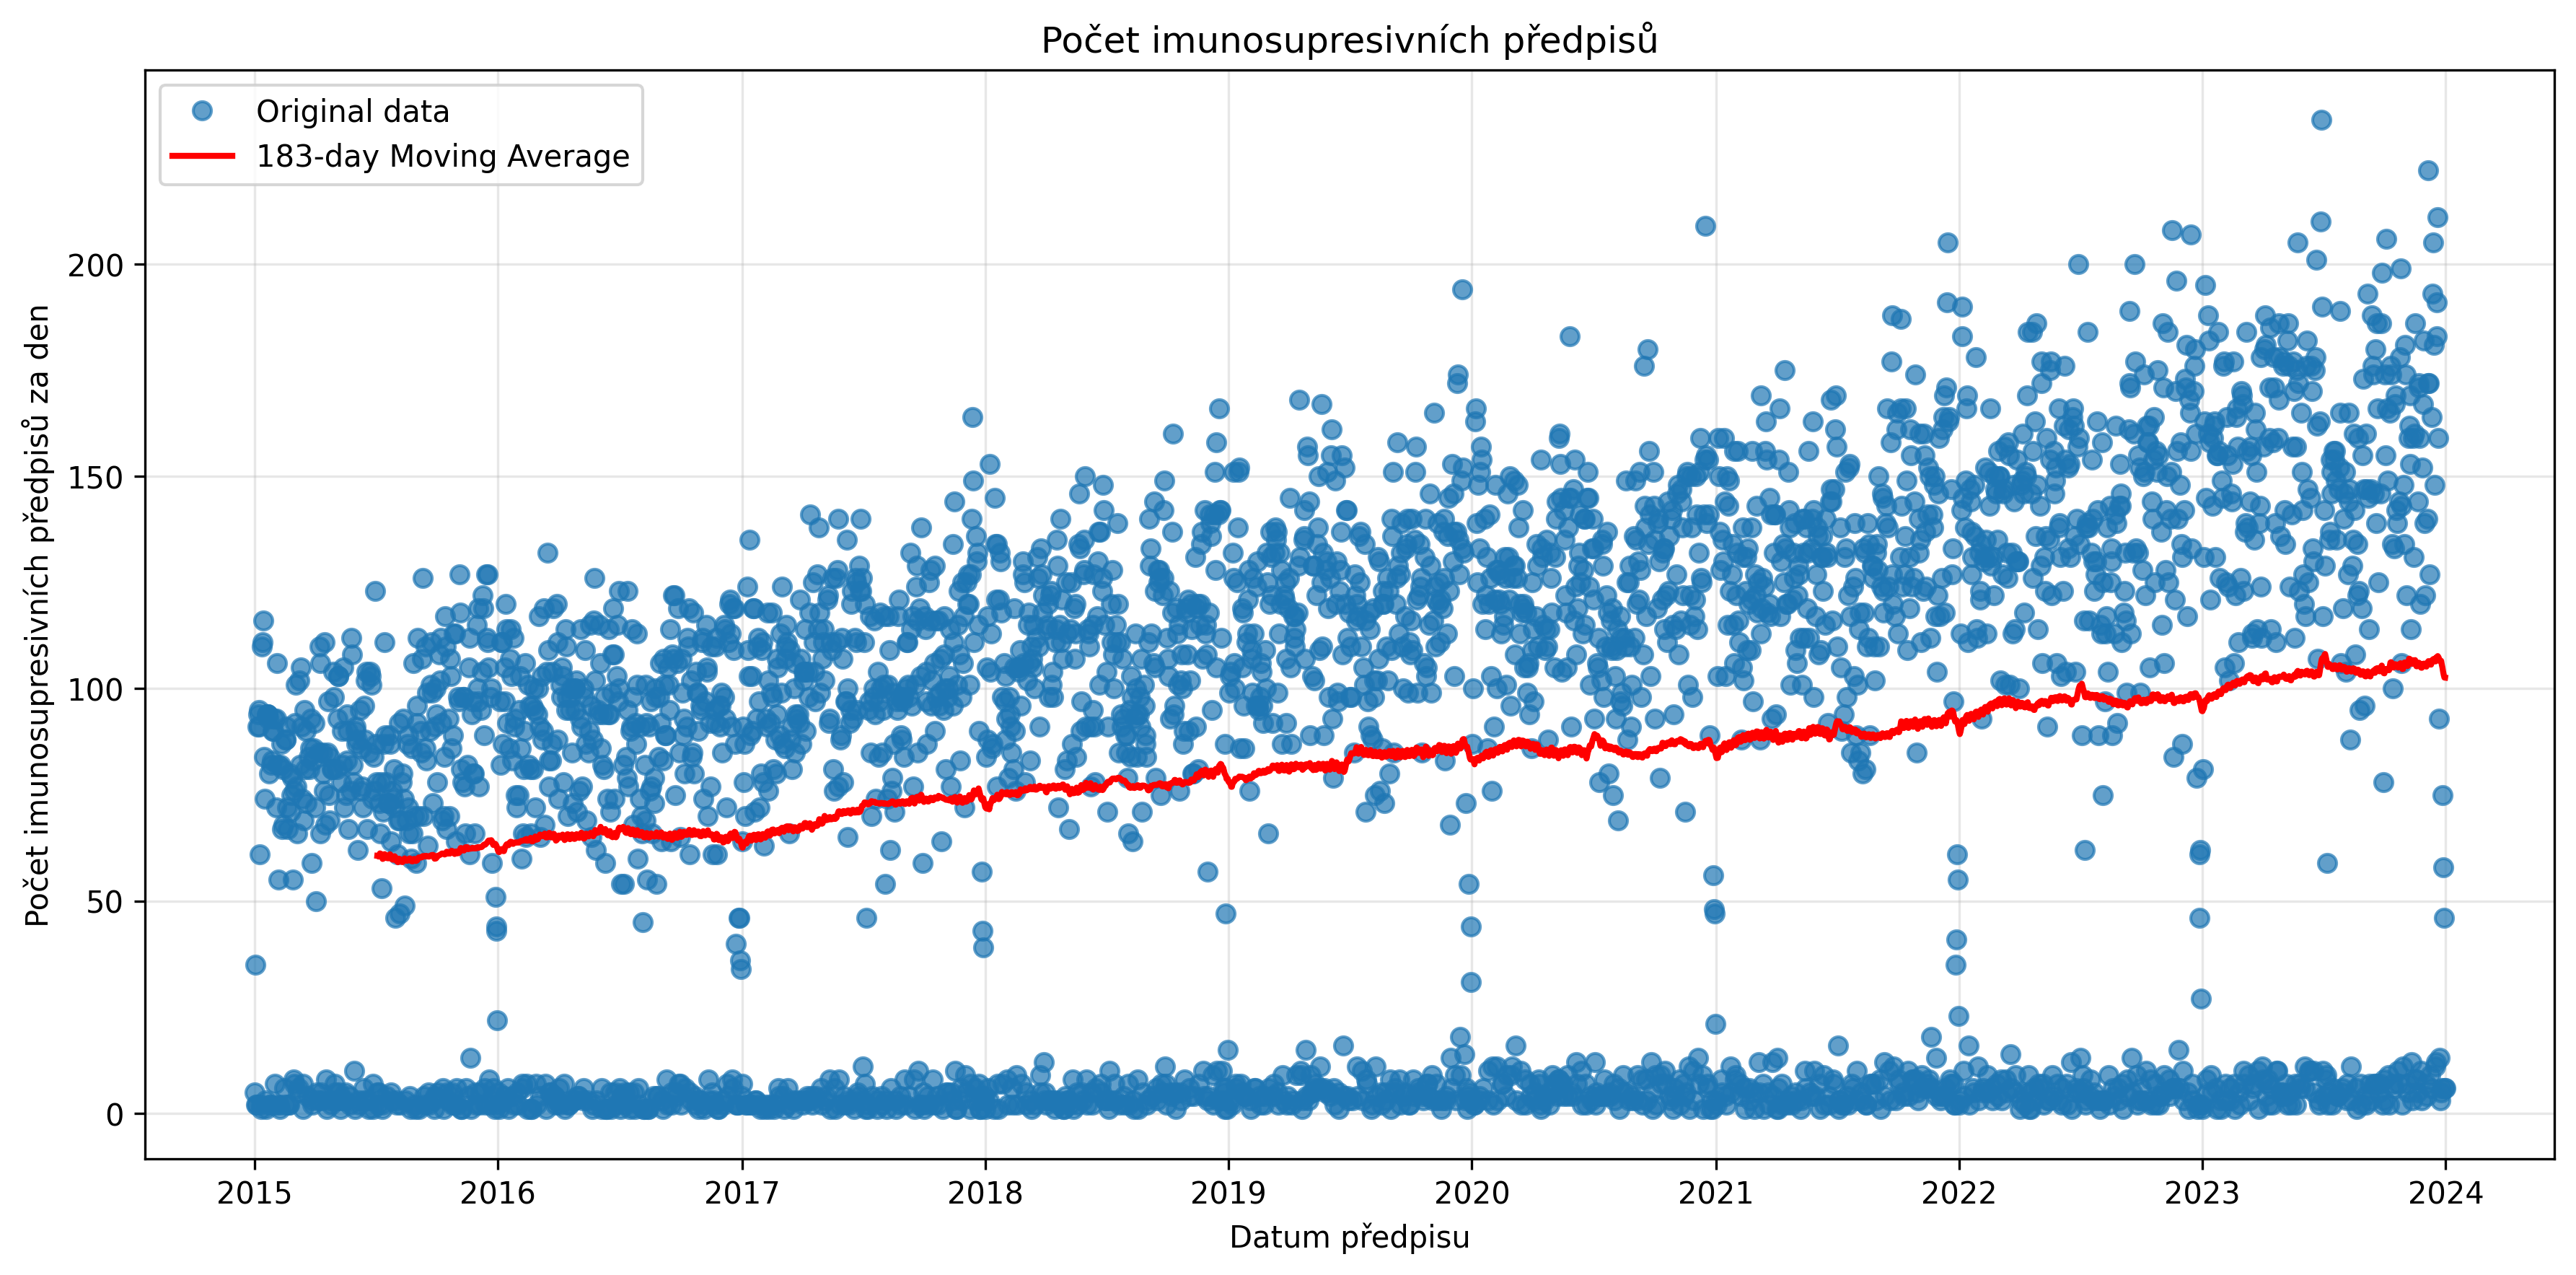 Počet imunosupresivních předpisů
Original data
183-day Moving Average
Počet imunosupresivních předpisů za den
200
150
100
50
0
2015 2016 2017 2018 2019 2020 2021 2022 2023 2024
Datum předpisu